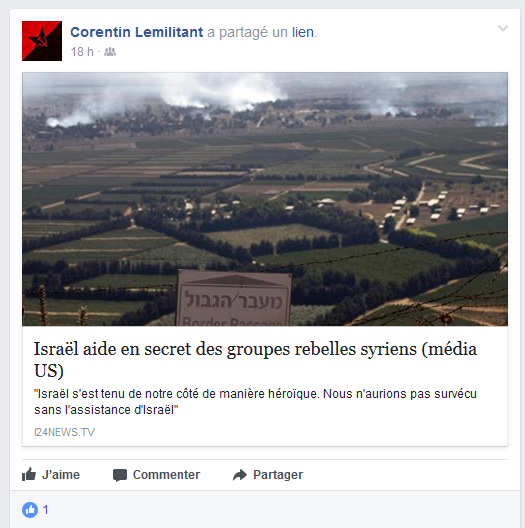 Corentin Lemilitant a partagé un lien.
18 h ·
מעבר/הגבול
Border Passage
Israël aide en secret des groupes rebelles syriens (média
US)
"Israël s'est tenu de notre côté de manière héroïque. Nous n'aurions pas survécu
sans l'assistance d'Israël"
I24NEWS.TV
J'aime Commenter Partager
1